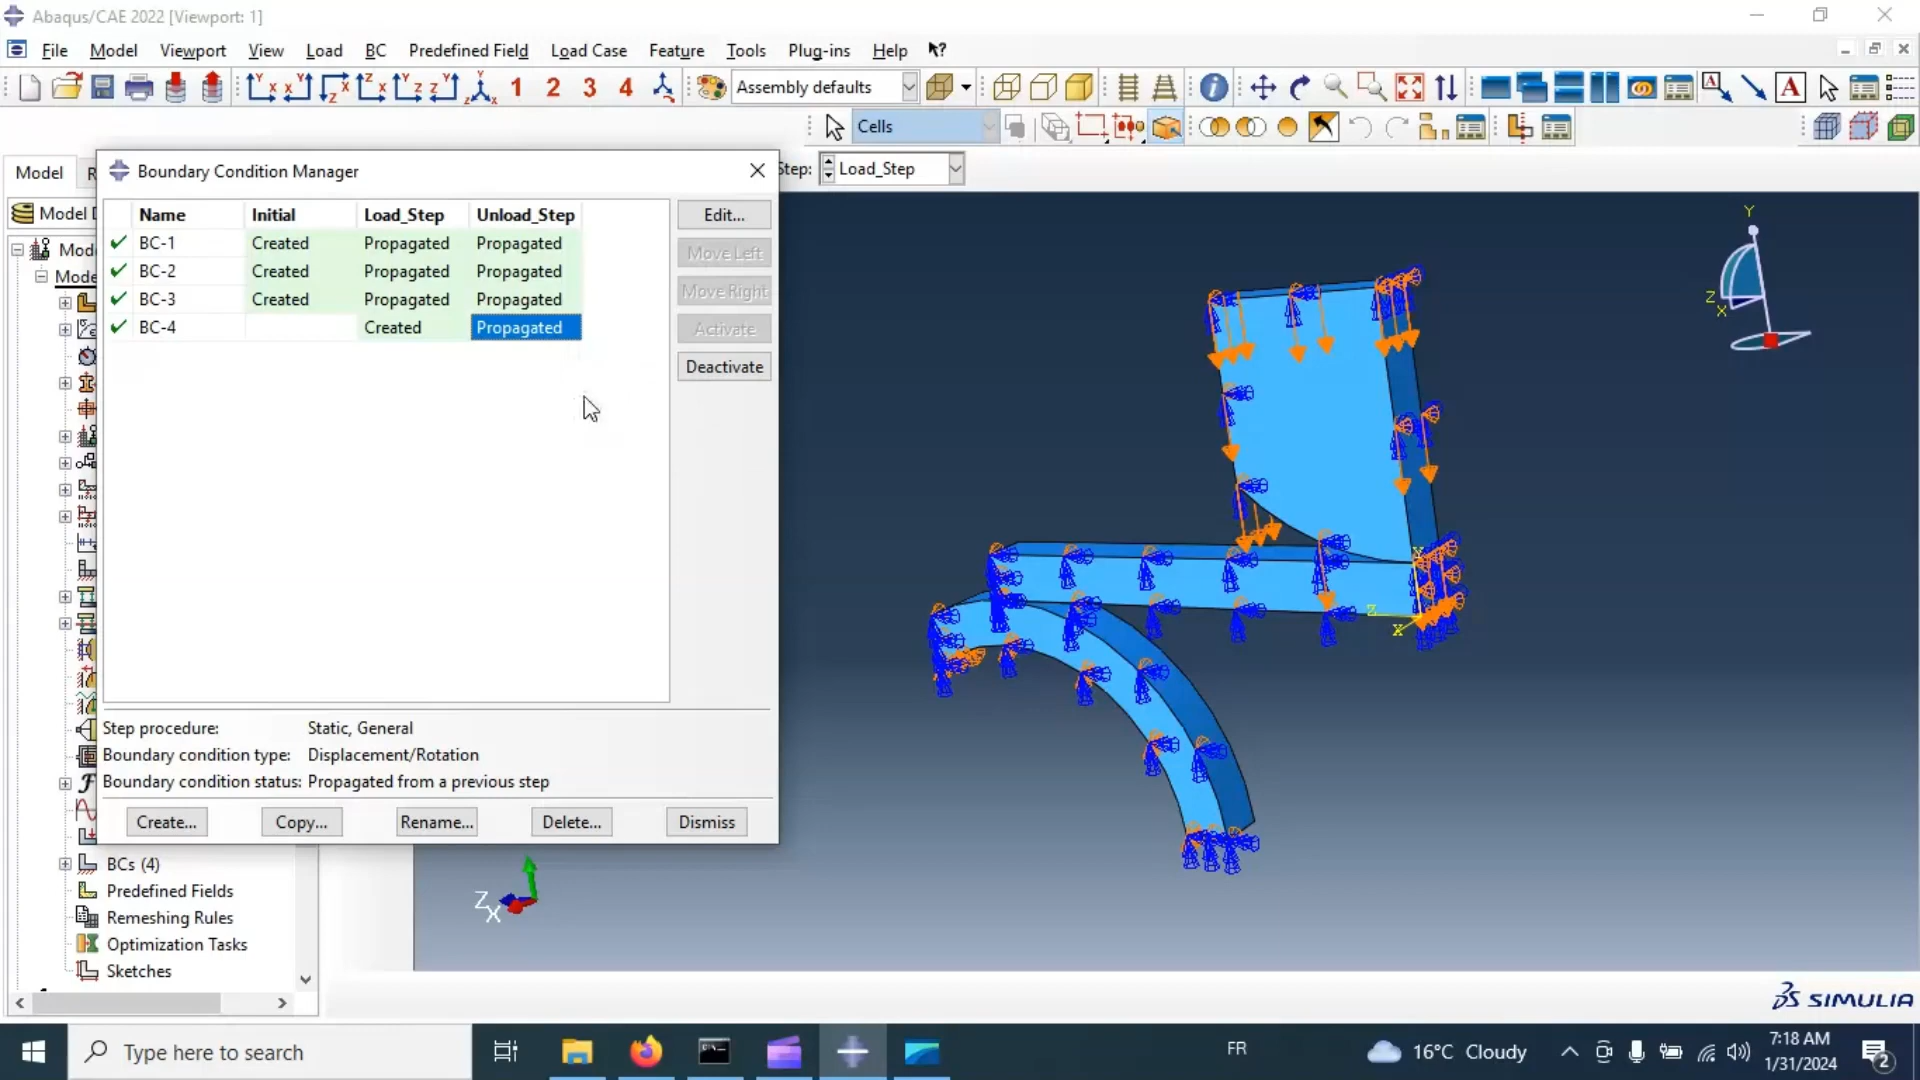 Abaqus/CAE 2022 [Viewport: 1]
File Model Viewport View Load BC Predefined Field Load Case Feature Tools Plug-ins Help
1 2 3 4 Assembly defaults
Cells
Model
Step: Load_Step
Boundary Condition Manager
Name Initial Load_Step Unload_Step
BC-1 Created Propagated Propagated
BC-2 Created Propagated Propagated
BC-3 Created Propagated Propagated
BC-4 Created Propagated
Edit...
Move Left
Move Right
Activate
Deactivate
Step procedure: Static, General
Boundary condition type: Displacement/Rotation
Boundary condition status: Propagated from a previous step
Create... Copy... Rename... Delete... Dismiss
BCs (4)
Predefined Fields
Remeshing Rules
Optimization Tasks
Sketches
Y
Z
X
Z
X
Z
X
SIMULIA
Type here to search
FR
16°C Cloudy
7:18 AM
1/31/2024
2